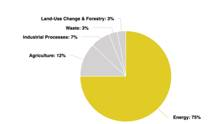 Land-Use Change & Forestry: 3%
Waste: 3%
Industrial Processes: 7%
Agriculture: 12%
Energy: 75%